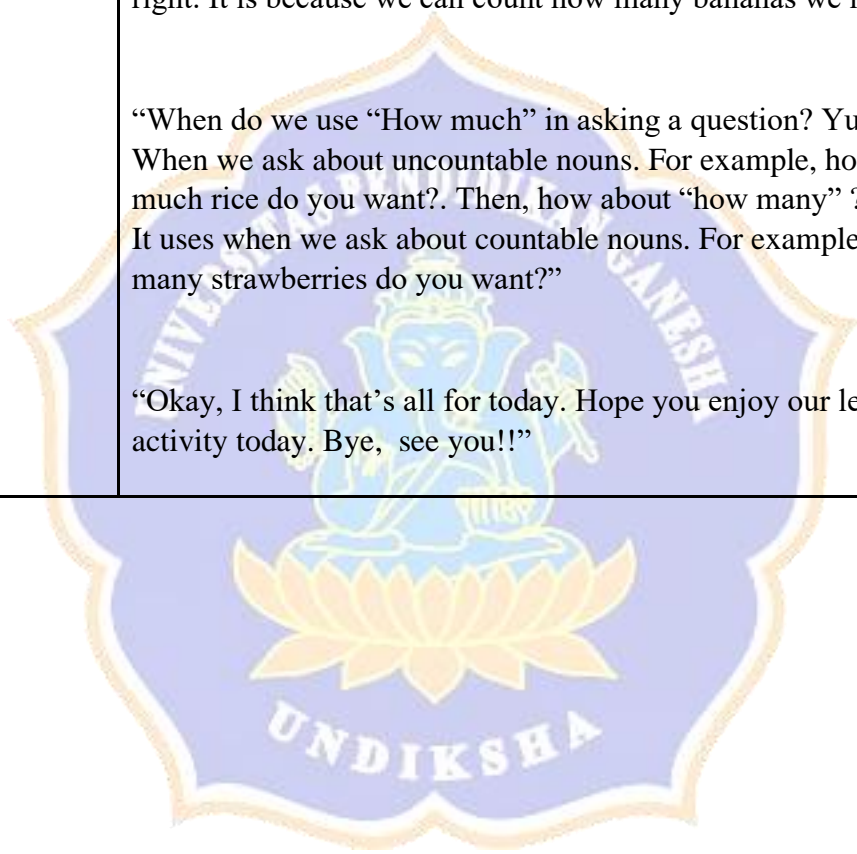 right. It is because we can count how many bananas we
“When do we use “How much” in asking a question? Yu
When we ask about uncountable nouns. For example, ho
much rice do you want?. Then, how about “how many” ?
It uses when we ask about countable nouns. For example
many strawberries do you want?”
“Okay, I think that’s all for today. Hope you enjoy our le
activity today. Bye,  see you!!”
UNIVERSITAS PENDIDIKAN GANESH
UNDIKSHA